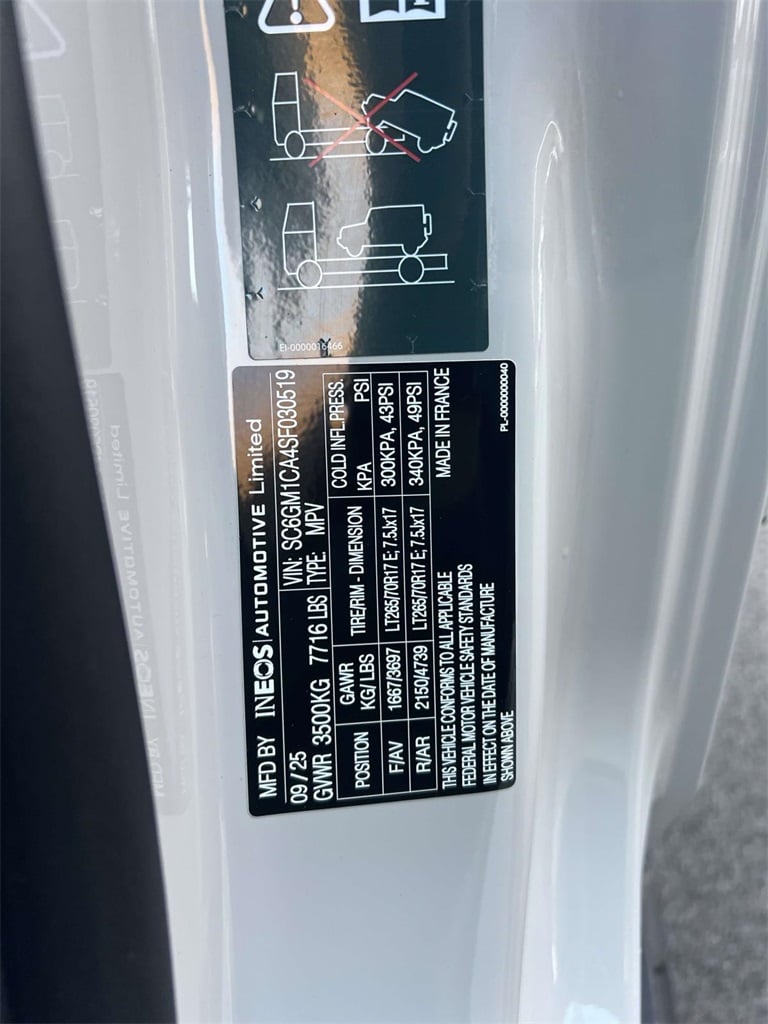 EI-0000016466
MFD BY INEOS AUTOMOTIVE Limited
09 / 25 VIN: SC6GM1CA4SF030519
GVWR 3500KG 7716 LBS TYPE: MPV
POSITION GAWR KG/ LBS TIRE/RIM - DIMENSION COLD INFL.PRESS. KPA PSI
F/AV 1667/3697 LT265/70R17 E; 7.5Jx17 300KPA, 43PSI
R/AR 2150/4739 LT265/70R17 E; 7.5Jx17 340KPA, 49PSI
THIS VEHICLE CONFORMS TO ALL APPLICABLE MADE IN FRANCE
FEDERAL MOTOR VEHICLE SAFETY STANDARDS
IN EFFECT ON THE DATE OF MANUFACTURE
SHOWN ABOVE
PL-0000000040